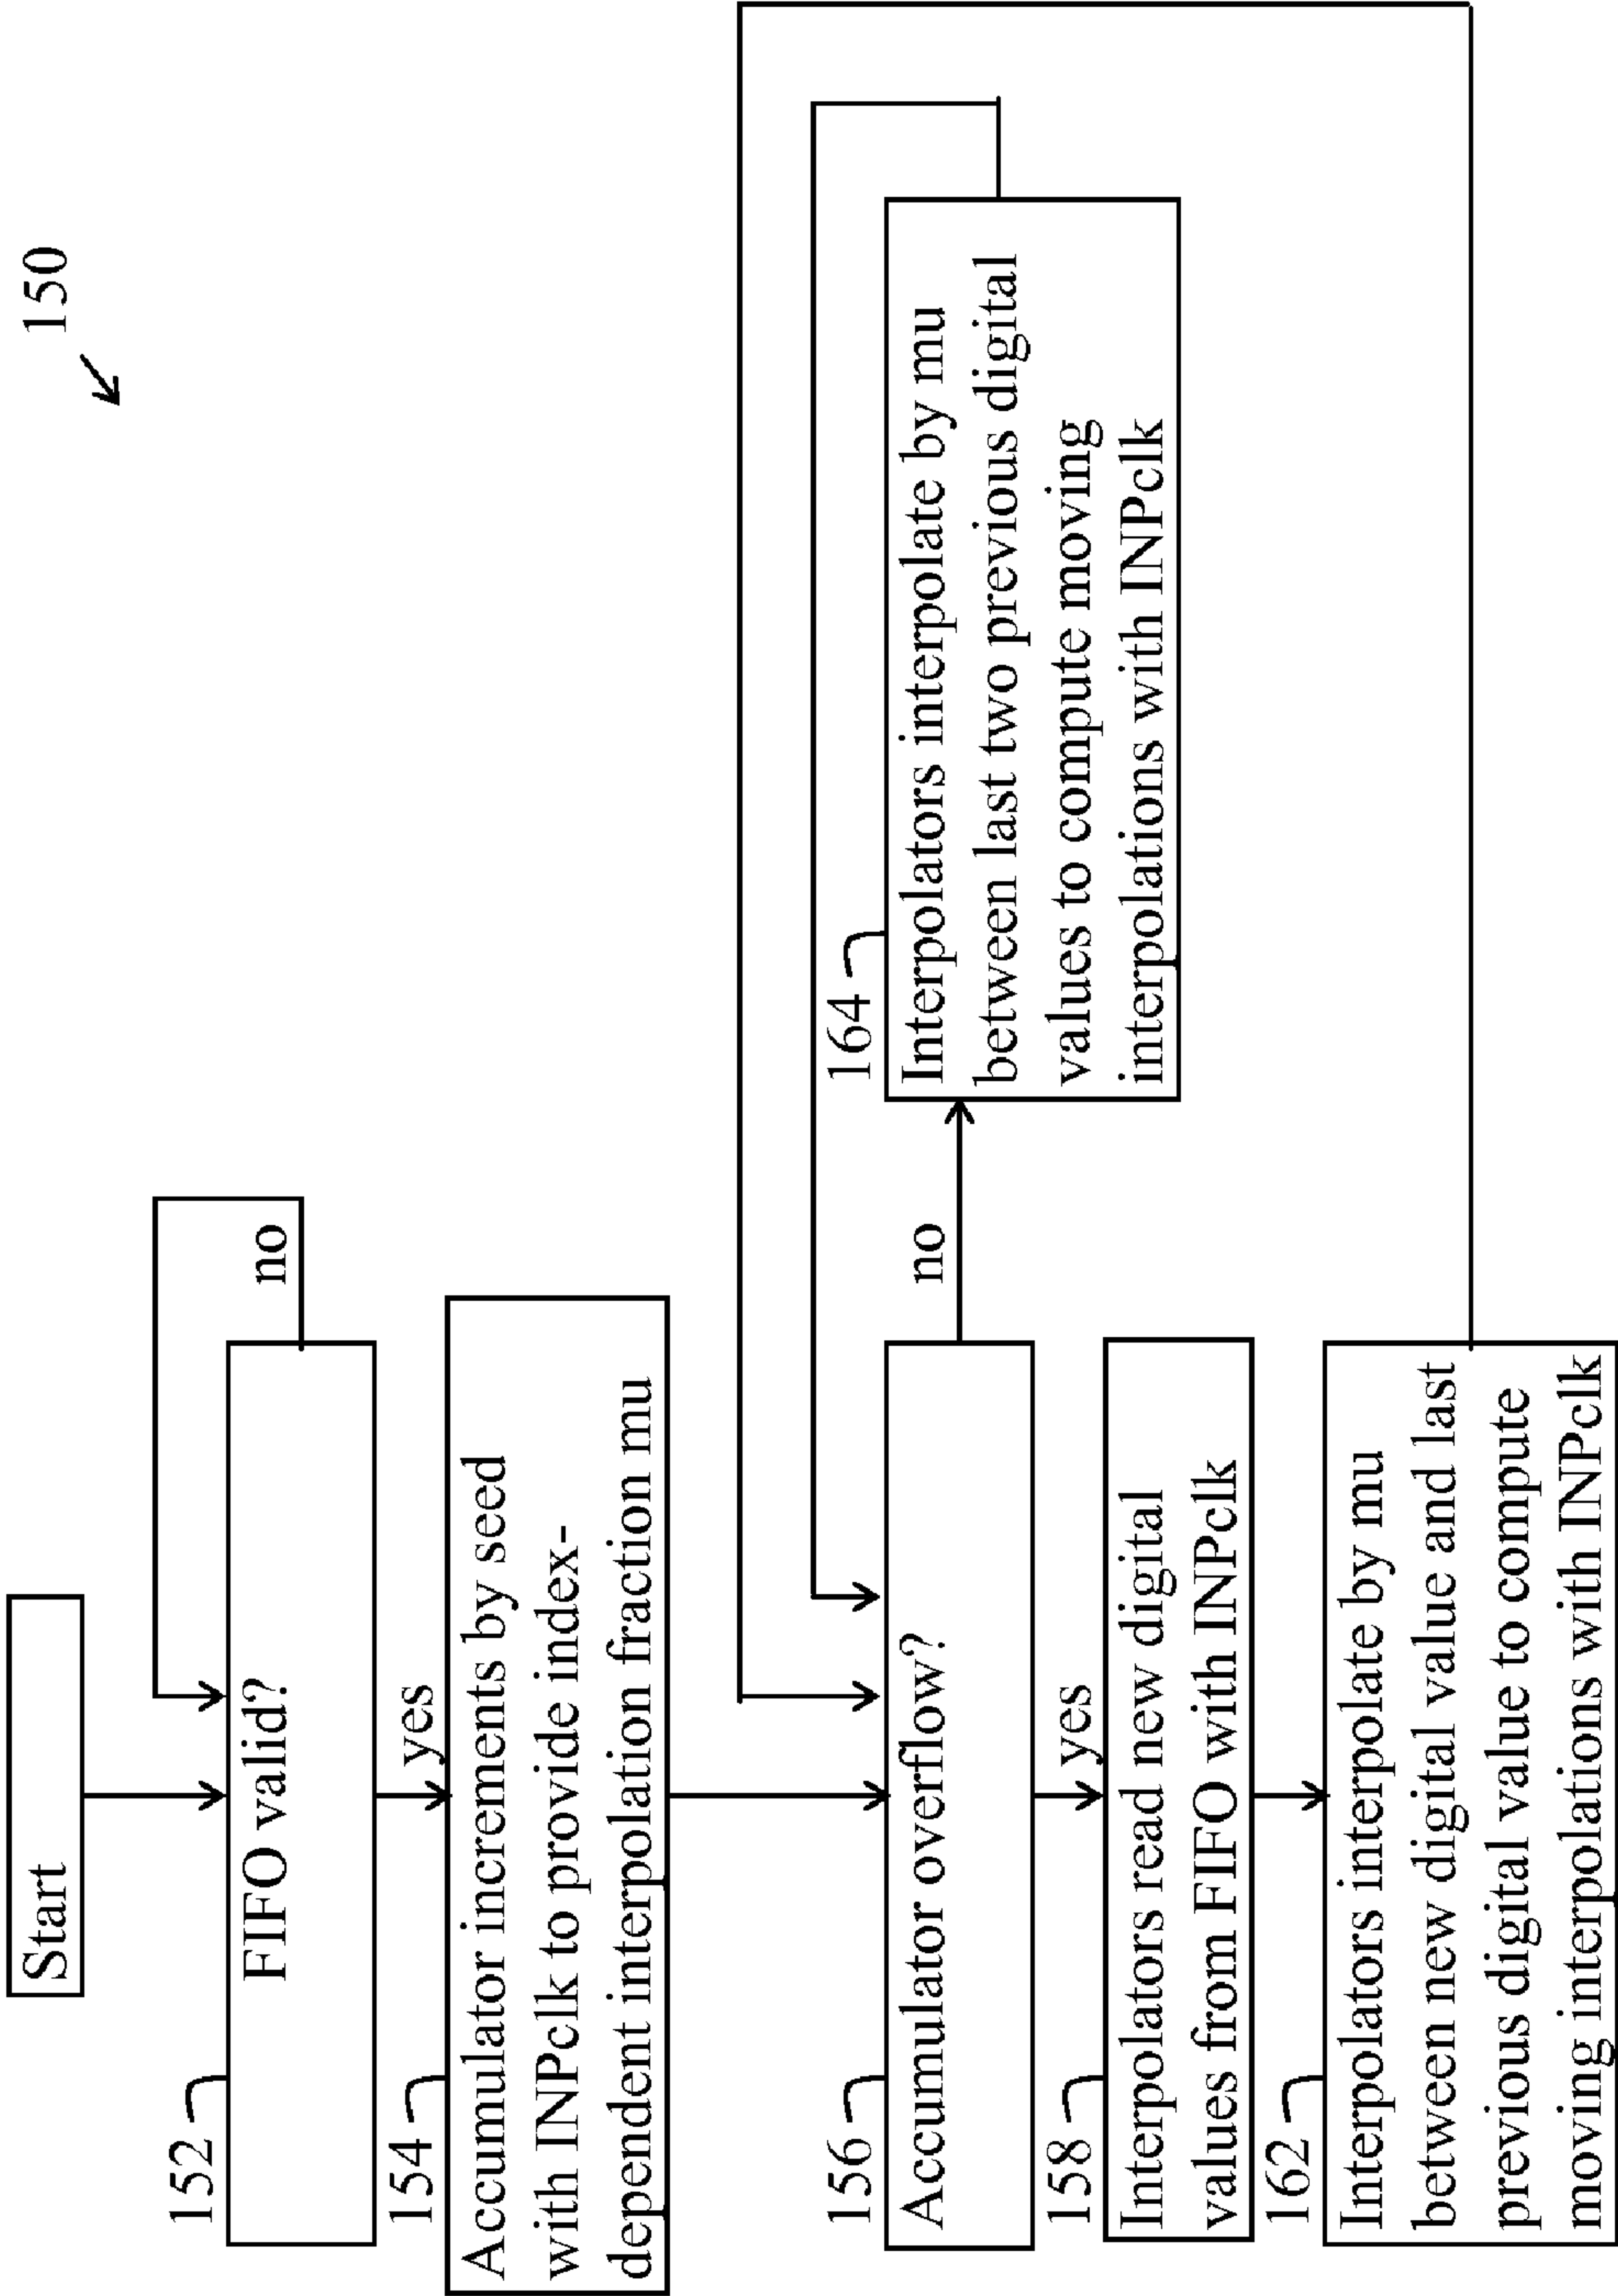 150
Start
152
FIFO valid?
no
yes
154
Accumulator increments by seed
with INPclk to provide index-
dependent interpolation fraction mu
156
Accumulator overflow?
no
yes
164
Interpolators interpolate by mu
between last two previous digital
values to compute moving
interpolations with INPclk
158
Interpolators read new digital
values from FIFO with INPclk
162
Interpolators interpolate by mu
between new digital value and last
previous digital value to compute
moving interpolations with INPclk